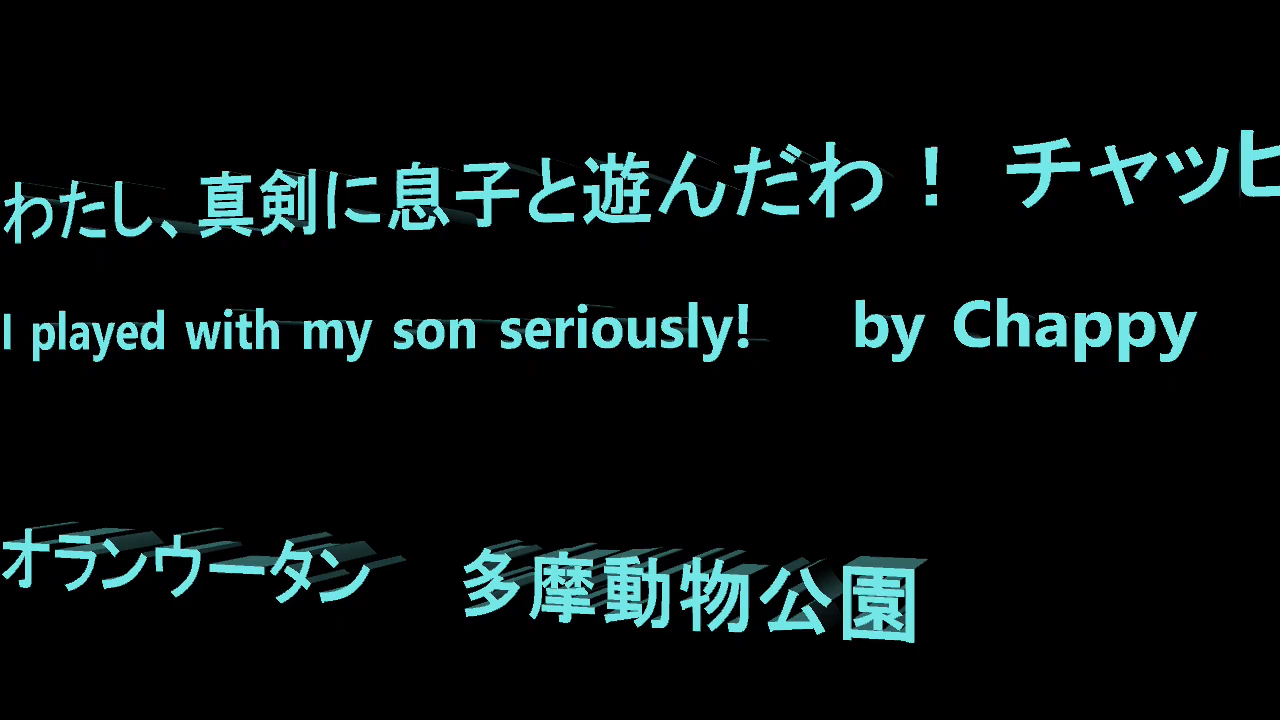 わたし、真剣に息子と遊んだわ！　チャッピ
I played with my son seriously!　by Chappy
オランウータン　多摩動物公園